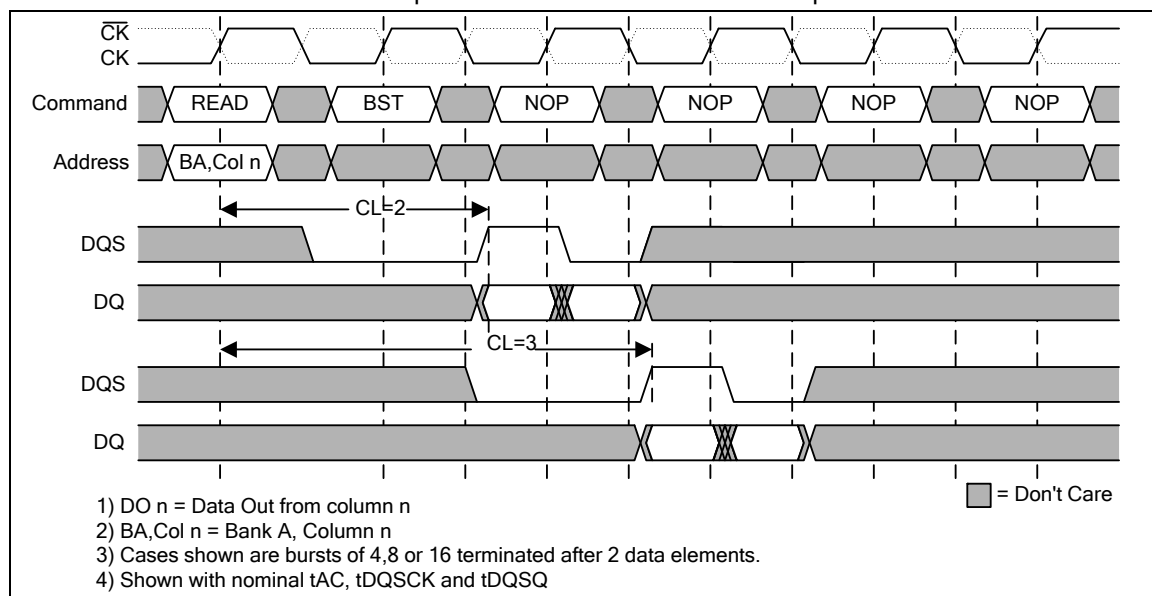 CK
CK
Command READ BST NOP NOP NOP NOP
Address BA,Col n
CL=2
DQS
DQ
CL=3
DQS
DQ
1) DO n = Data Out from column n
= Don't Care
2) BA,Col n = Bank A, Column n
3) Cases shown are bursts of 4,8 or 16 terminated after 2 data elements.
4) Shown with nominal tAC, tDQSCK and tDQSQ